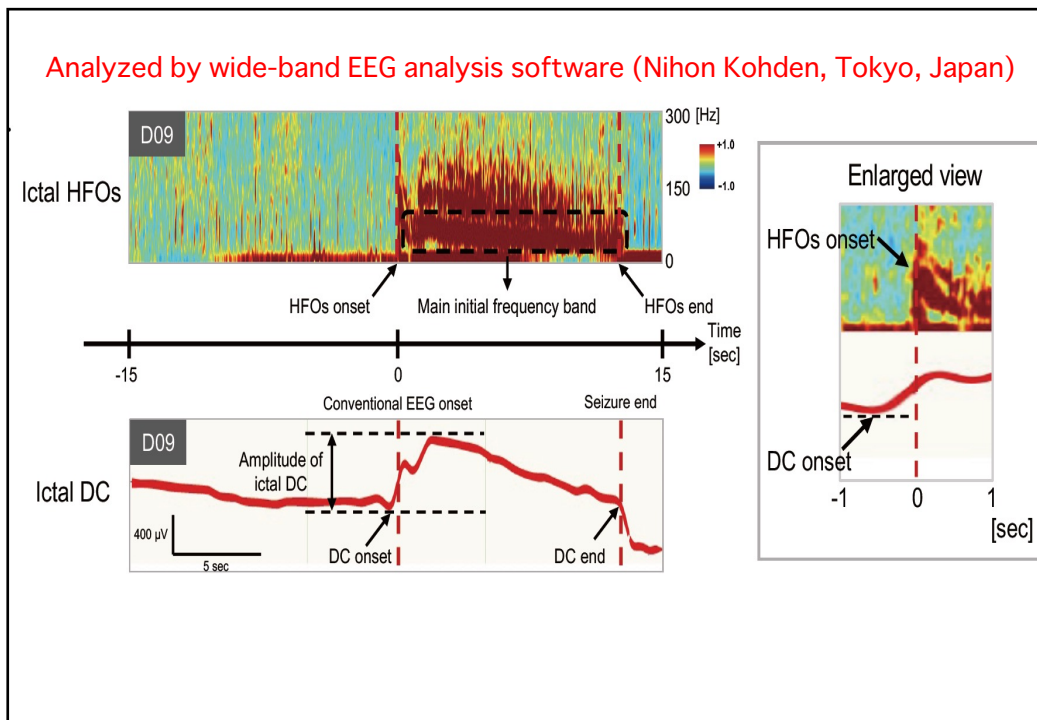 Analyzed by wide-band EEG analysis software (Nihon Kohden, Tokyo, Japan)
D09
300 [Hz]
+1.0
-1.0
150
0
Ictal HFOs
HFOs onset
Main initial frequency band
HFOs end
Time
[sec]
-15
0
15
Conventional EEG onset
Seizure end
D09
Amplitude of
ictal DC
Ictal DC
400 µV
5 sec
DC onset
DC end
Enlarged view
HFOs onset
DC onset
-1
0
1
[sec]